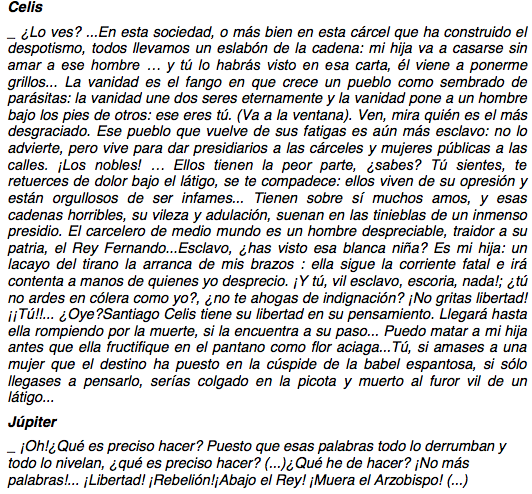 Celis
_ ¿Lo ves? ...En esta sociedad, o más bien en esta cárcel que ha construido el
despotismo, todos llevamos un eslabón de la cadena: mi hija va a casarse sin
amar a ese hombre ... y tú lo habrás visto en esa carta, él viene a ponerme
grillos... La vanidad es el fango en que crece un pueblo como sembrado de
parásitas: la vanidad une dos seres eternamente y la vanidad pone a un hombre
bajo los pies de otros: ese eres tú. (Va a la ventana). Ven, mira quién es el más
desgraciado. Ese pueblo que vuelve de sus fatigas es aún más esclavo: no lo
advierte, pero vive para dar presidiarios a las cárceles y mujeres públicas a las
calles. ¡Los nobles! ... Ellos tienen la peor parte, ¿sabes? Tú sientes, te
retuerces de dolor bajo el látigo, se te compadece: ellos viven de su opresión y
están orgullosos de ser infames... Tienen sobre sí muchos amos, y esas
cadenas horribles, su vileza y adulación, suenan en las tinieblas de un inmenso
presidio. El carcelero de medio mundo es un hombre despreciable, traidor a su
patria, el Rey Fernando...Esclavo, ¿has visto esa blanca niña? Es mi hija: un
lacayo del tirano la arranca de mis brazos : ella sigue la corriente fatal e irá
contenta a manos de quienes yo desprecio. ¡Y tú, vil esclavo, escoria, nada!; ¿tú
no ardes en cólera como yo?, ¿no te ahogas de indignación? ¡No gritas libertad!
¡¡Tú!!... ¿Oye?Santiago Celis tiene su libertad en su pensamiento. Llegará hasta
ella rompiendo por la muerte, si la encuentra a su paso... Puedo matar a mi hija
antes que ella fructifique en el pantano como flor aciaga...Tú, si amases a una
mujer que el destino ha puesto en la cúspide de la babel espantosa, si sólo
llegases a pensarlo, serías colgado en la picota y muerto al furor vil de un
látigo...
Júpiter
_ ¡Oh!¿Qué es preciso hacer? Puesto que esas palabras todo lo derrumban y
todo lo nivelan, ¿qué es preciso hacer? (...)¿Qué he de hacer? ¡No más
palabras!... ¡Libertad! ¡Rebelión!¡Abajo el Rey! ¡Muera el Arzobispo! (...)